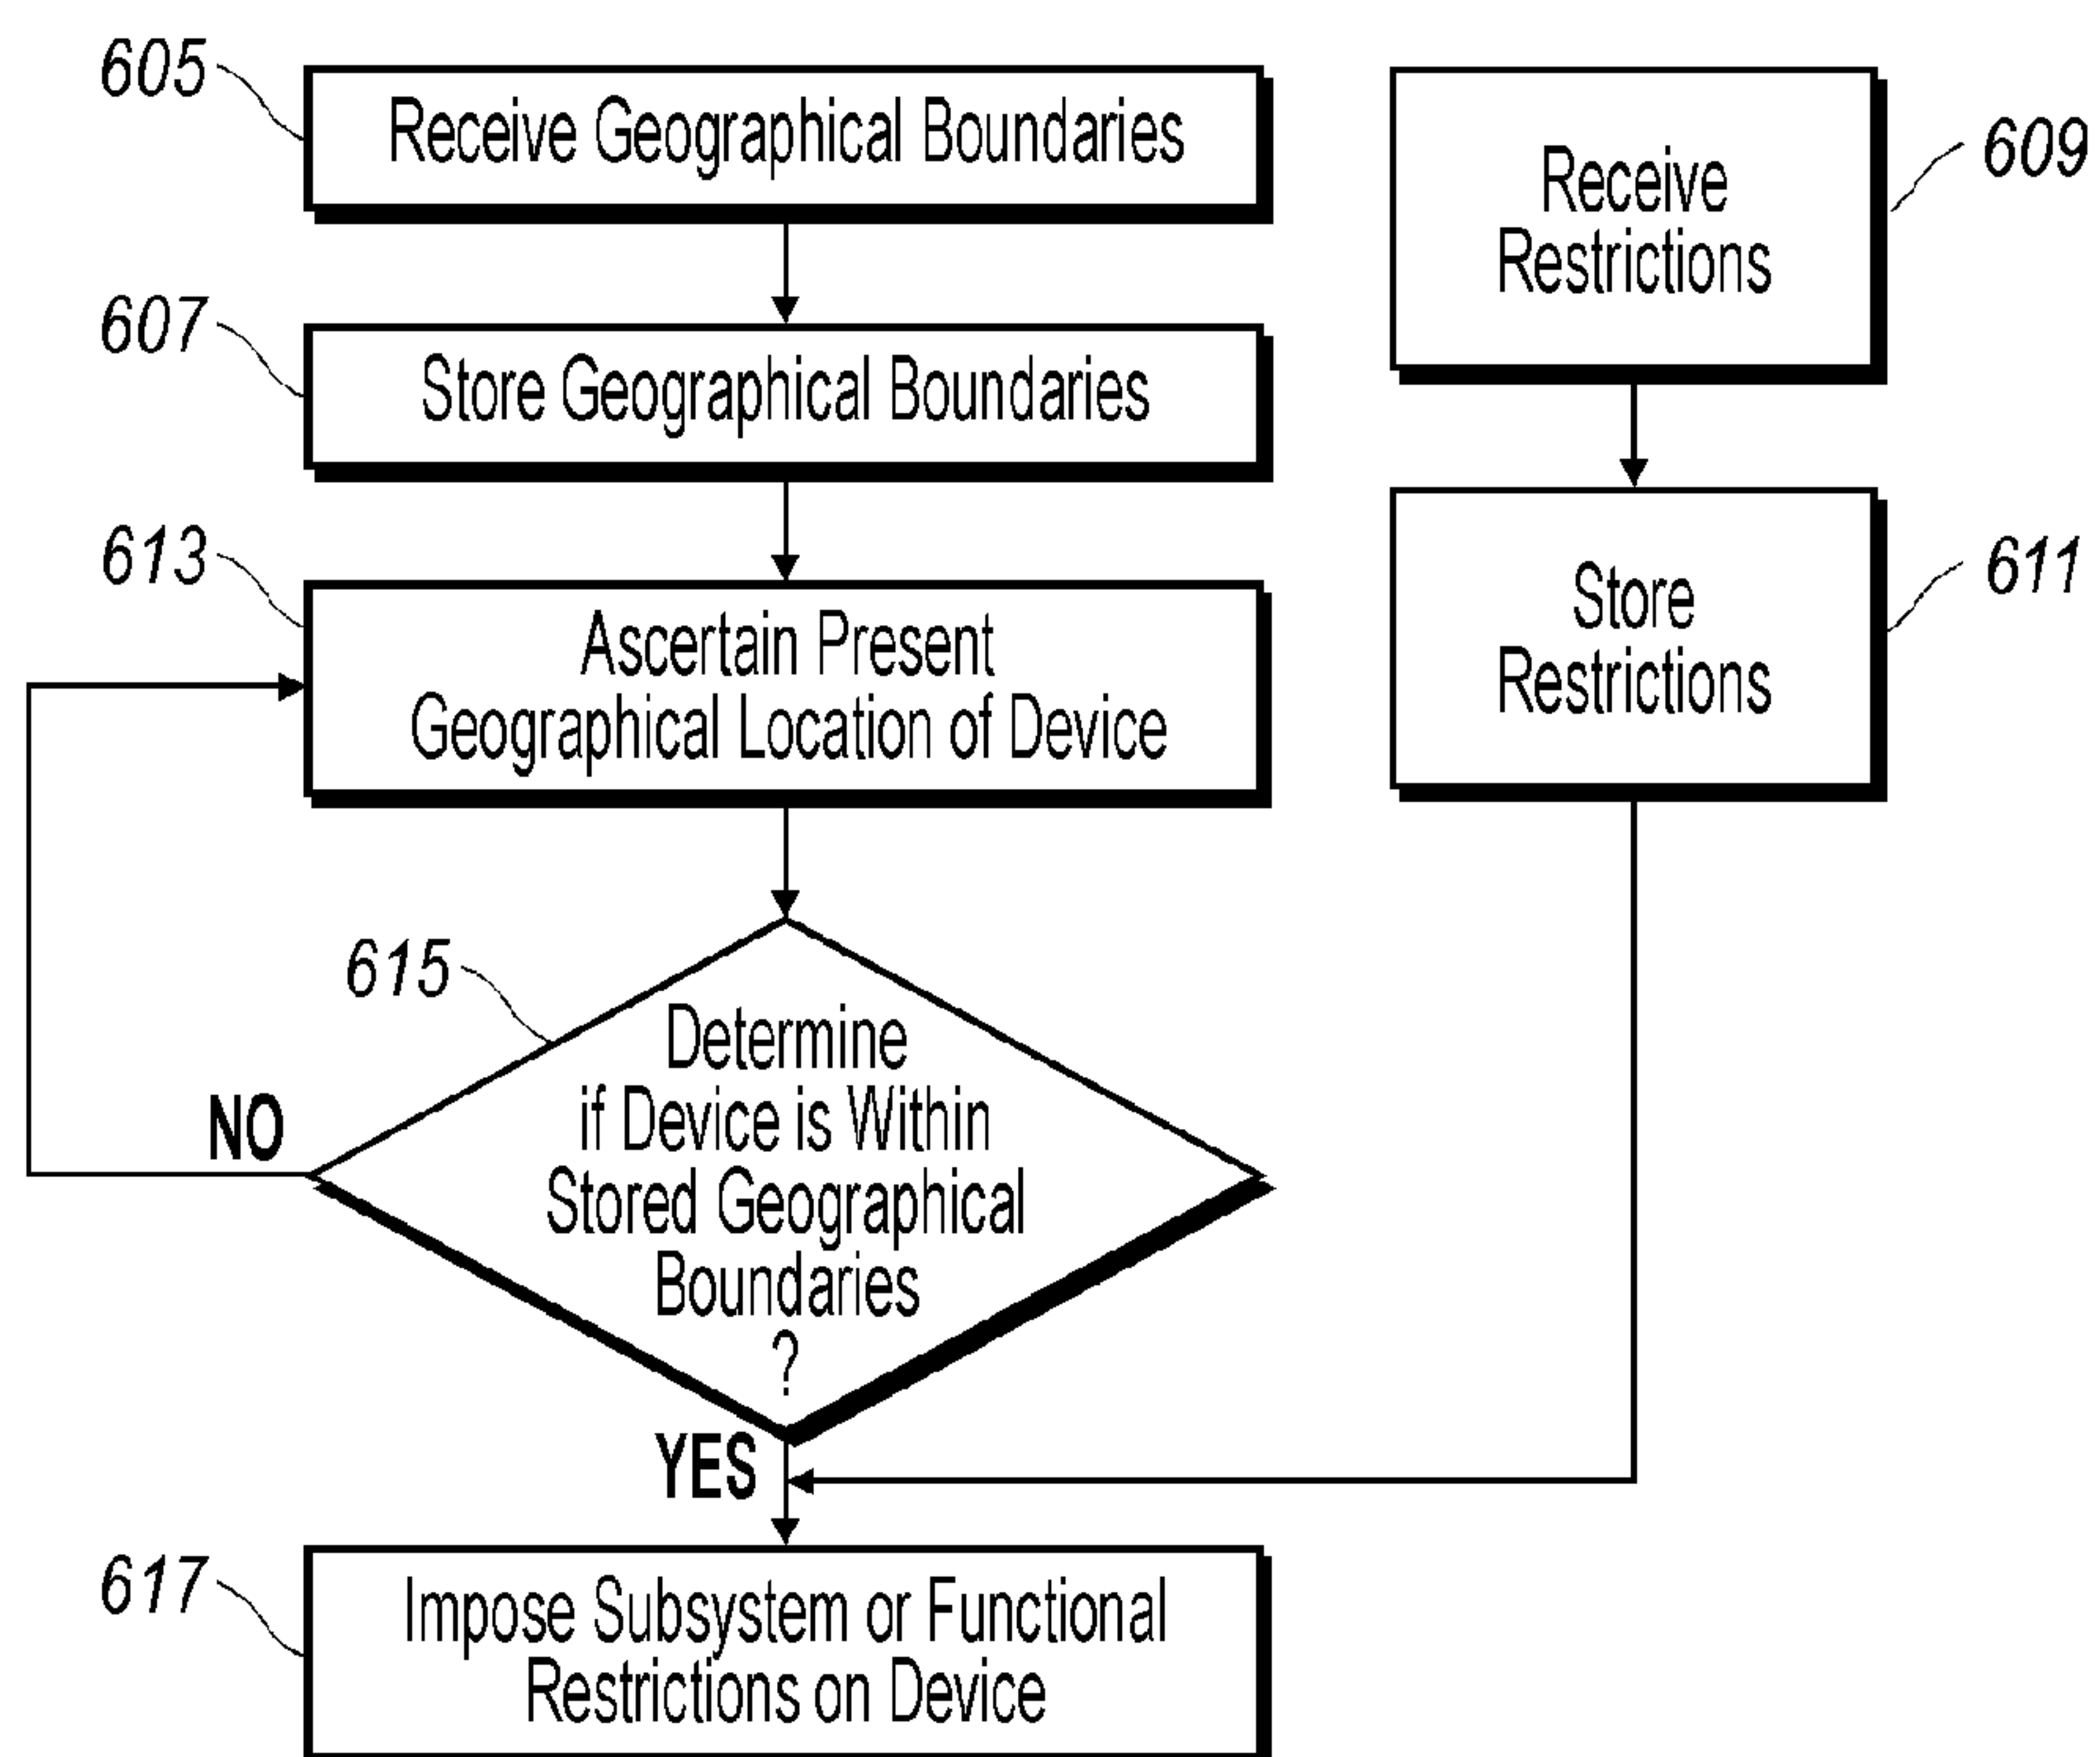 605
Receive Geographical Boundaries
607
Store Geographical Boundaries
613
Ascertain Present
Geographical Location of Device
615
Determine
if Device is Within
Stored Geographical
Boundaries
?
NO
YES
617
Impose Subsystem or Functional
Restrictions on Device
609
Receive
Restrictions
611
Store
Restrictions